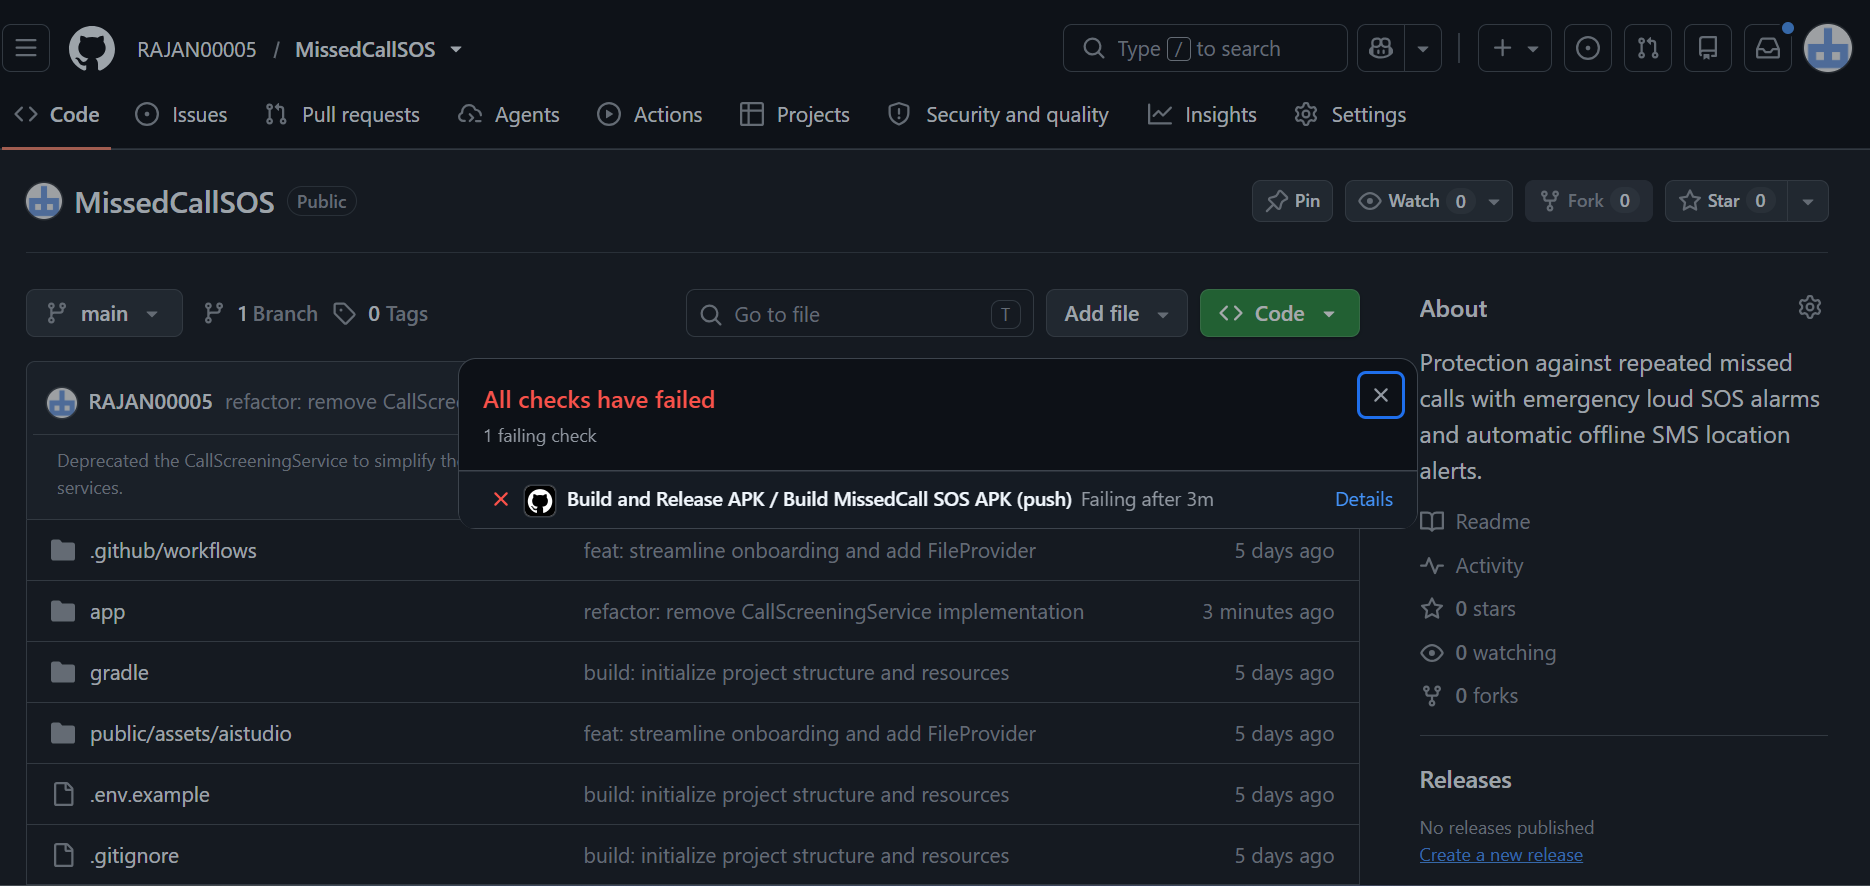 RAJAN00005 / MissedCallSOS
Type / to search
Code
Issues
Pull requests
Agents
Actions
Projects
Security and quality
Insights
Settings
MissedCallSOS Public
Pin
Watch 0
Fork 0
Star 0
main
1 Branch
0 Tags
Go to file T
Add file
Code
RAJAN00005 refactor: remove CallScree
Deprecated the CallScreeningService to simplify th
services.
All checks have failed
1 failing check
Build and Release APK / Build MissedCall SOS APK (push) Failing after 3m Details
.github/workflows feat: streamline onboarding and add FileProvider 5 days ago
app refactor: remove CallScreeningService implementation 3 minutes ago
gradle build: initialize project structure and resources 5 days ago
public/assets/aistudio feat: streamline onboarding and add FileProvider 5 days ago
.env.example build: initialize project structure and resources 5 days ago
.gitignore build: initialize project structure and resources 5 days ago
About
Protection against repeated missed
calls with emergency loud SOS alarms
and automatic offline SMS location
alerts.
Readme
Activity
0 stars
0 watching
0 forks
Releases
No releases published
Create a new release